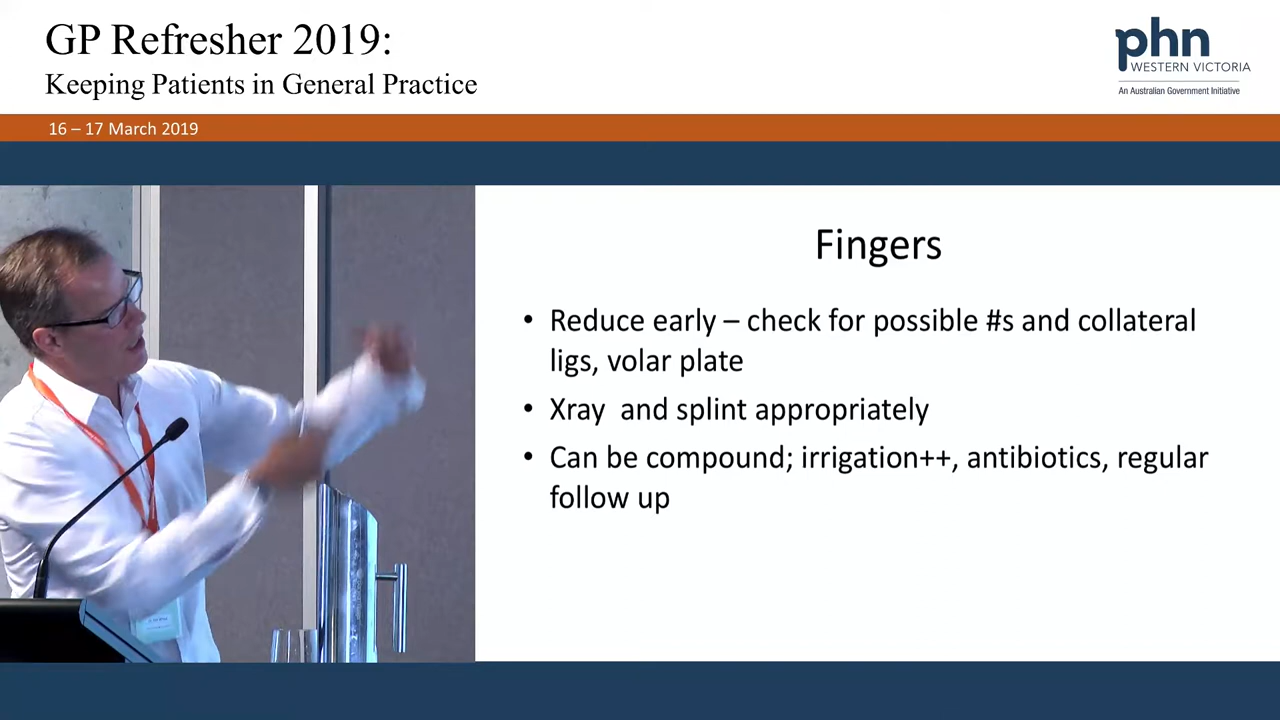 GP Refresher 2019:
Keeping Patients in General Practice
phn
WESTERN VICTORIA
An Australian Government Initiative
16 – 17 March 2019
Fingers
• Reduce early – check for possible #s and collateral
ligs, volar plate
• Xray  and splint appropriately
• Can be compound; irrigation++, antibiotics, regular
follow up